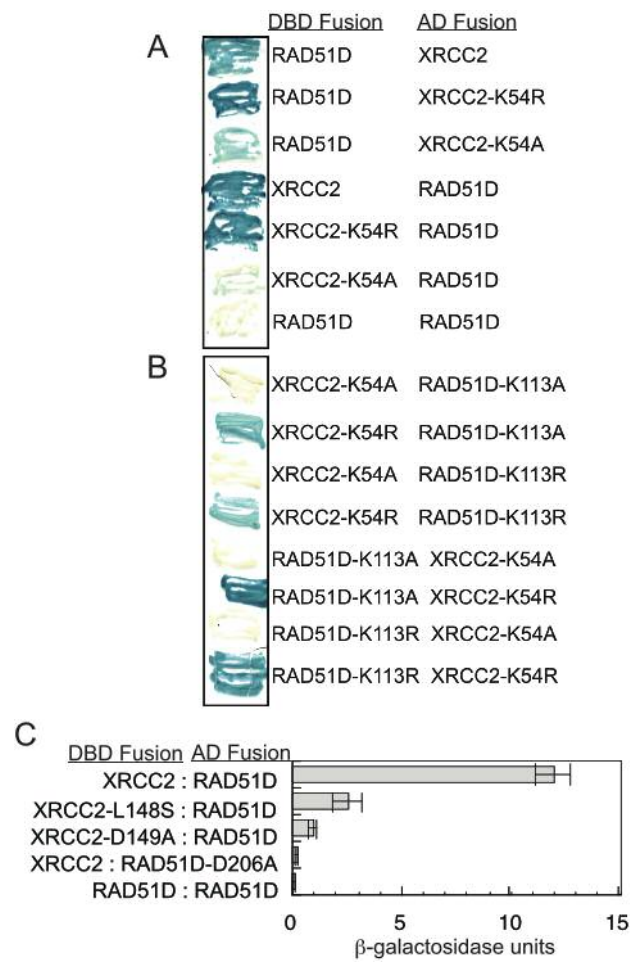 DBD Fusion AD Fusion
A
RAD51D XRCC2
RAD51D XRCC2-K54R
RAD51D XRCC2-K54A
XRCC2 RAD51D
XRCC2-K54R RAD51D
XRCC2-K54A RAD51D
RAD51D RAD51D
B
XRCC2-K54A RAD51D-K113A
XRCC2-K54R RAD51D-K113A
XRCC2-K54A RAD51D-K113R
XRCC2-K54R RAD51D-K113R
RAD51D-K113A XRCC2-K54A
RAD51D-K113A XRCC2-K54R
RAD51D-K113R XRCC2-K54A
RAD51D-K113R XRCC2-K54R
C
DBD Fusion AD Fusion
XRCC2 : RAD51D
XRCC2-L148S : RAD51D
XRCC2-D149A : RAD51D
XRCC2 : RAD51D-D206A
RAD51D : RAD51D
0 5 10 15
β-galactosidase units